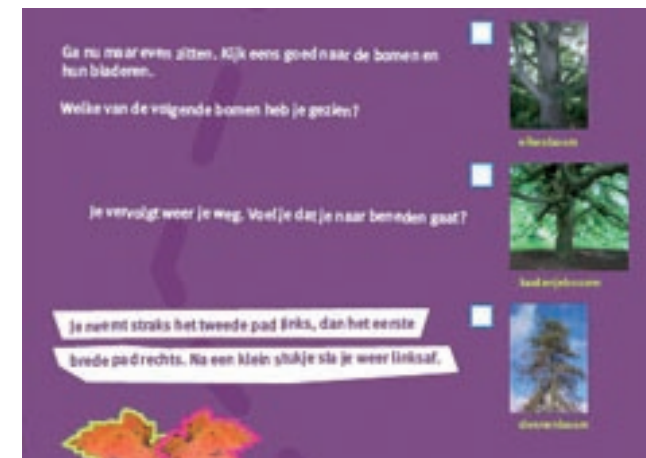 Ga nu maar even zitten. Kijk eens goed naar de bomen en
hun bladeren.
Welke van de volgende bomen heb je gezien?
eikenboom
Je vervolgt weer je weg. Voel je dat je naar beneden gaat?
kastanjeboom
Je neemt straks het tweede pad links, dan het eerste
brede pad rechts. Na een klein stukje sla je weer linksaf.
dennenboom